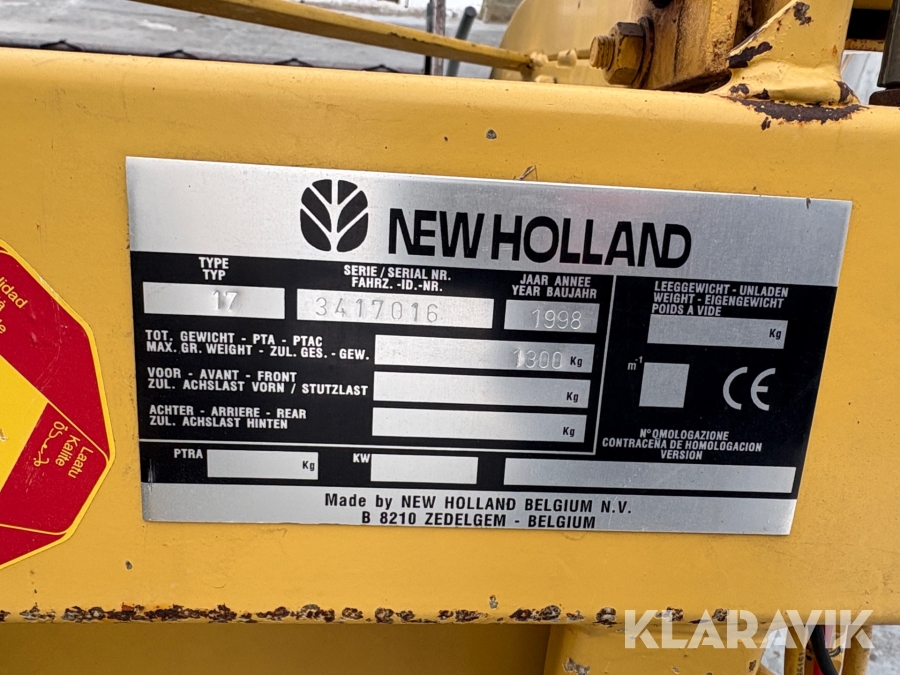 NEW HOLLAND
TYPE
TYP
17
SERIE / SERIAL NR.
FAHRZ. -ID.-NR.
3417016
JAAR ANNEE
YEAR BAUJAHR
1998
LEEGGEWICHT - UNLADEN
WEIGHT - EIGENGEWICHT
POIDS A VIDE
Kg
TOT. GEWICHT - PTA - PTAC
MAX. GR. WEIGHT - ZUL. GES. - GEW.
1300 Kg
VOOR - AVANT - FRONT
ZUL. ACHSLAST VORN / STUTZLAST
Kg
ACHTER - ARRIERE - REAR
ZUL. ACHSLAST HINTEN
Kg
m⁻¹
CE
N° OMOLOGAZIONE
CONTRACENA DE HOMOLOGACION
VERSION
PTRA
Kg
KW
Made by NEW HOLLAND BELGIUM N.V.
B 8210 ZEDELGEM - BELGIUM
Laatu
Kalite
KLARAVIK